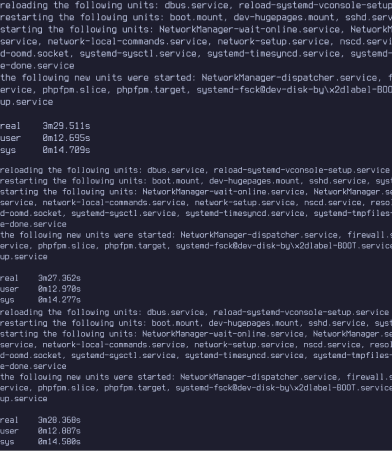 reloading the following units: dbus.service, reload-systemd-vconsole-setup
restarting the following units: boot.mount, dev-hugepages.mount, sshd.serv
starting the following units: NetworkManager-wait-online.service, NetworkM
service, network-local-commands.service, network-setup.service, nscd.servi
d-oomd.socket, systemd-sysctl.service, systemd-timesyncd.service, systemd-
e-done.service
the following new units were started: NetworkManager-dispatcher.service, f
ervice, phpfpm.slice, phpfpm.target, systemd-fsck@dev-disk-by\x2dlabel-BOO
up.service
real 3m29.511s
user 0m12.695s
sys 0m14.709s
reloading the following units: dbus.service, reload-systemd-vconsole-setup.service
restarting the following units: boot.mount, dev-hugepages.mount, sshd.service, syst
starting the following units: NetworkManager-wait-online.service, NetworkManager.se
service, network-local-commands.service, network-setup.service, nscd.service, resol
d-oomd.socket, systemd-sysctl.service, systemd-timesyncd.service, systemd-tmpfiles-
e-done.service
the following new units were started: NetworkManager-dispatcher.service, firewall.s
ervice, phpfpm.slice, phpfpm.target, systemd-fsck@dev-disk-by\x2dlabel-BOOT.service
up.service
real 3m27.362s
user 0m12.970s
sys 0m14.277s
reloading the following units: dbus.service, reload-systemd-vconsole-setup.service
restarting the following units: boot.mount, dev-hugepages.mount, sshd.service, syst
starting the following units: NetworkManager-wait-online.service, NetworkManager.se
service, network-local-commands.service, network-setup.service, nscd.service, resol
d-oomd.socket, systemd-sysctl.service, systemd-timesyncd.service, systemd-tmpfiles-
e-done.service
the following new units were started: NetworkManager-dispatcher.service, firewall.s
ervice, phpfpm.slice, phpfpm.target, systemd-fsck@dev-disk-by\x2dlabel-BOOT.service
up.service
real 3m28.368s
user 0m12.887s
sys 0m14.580s